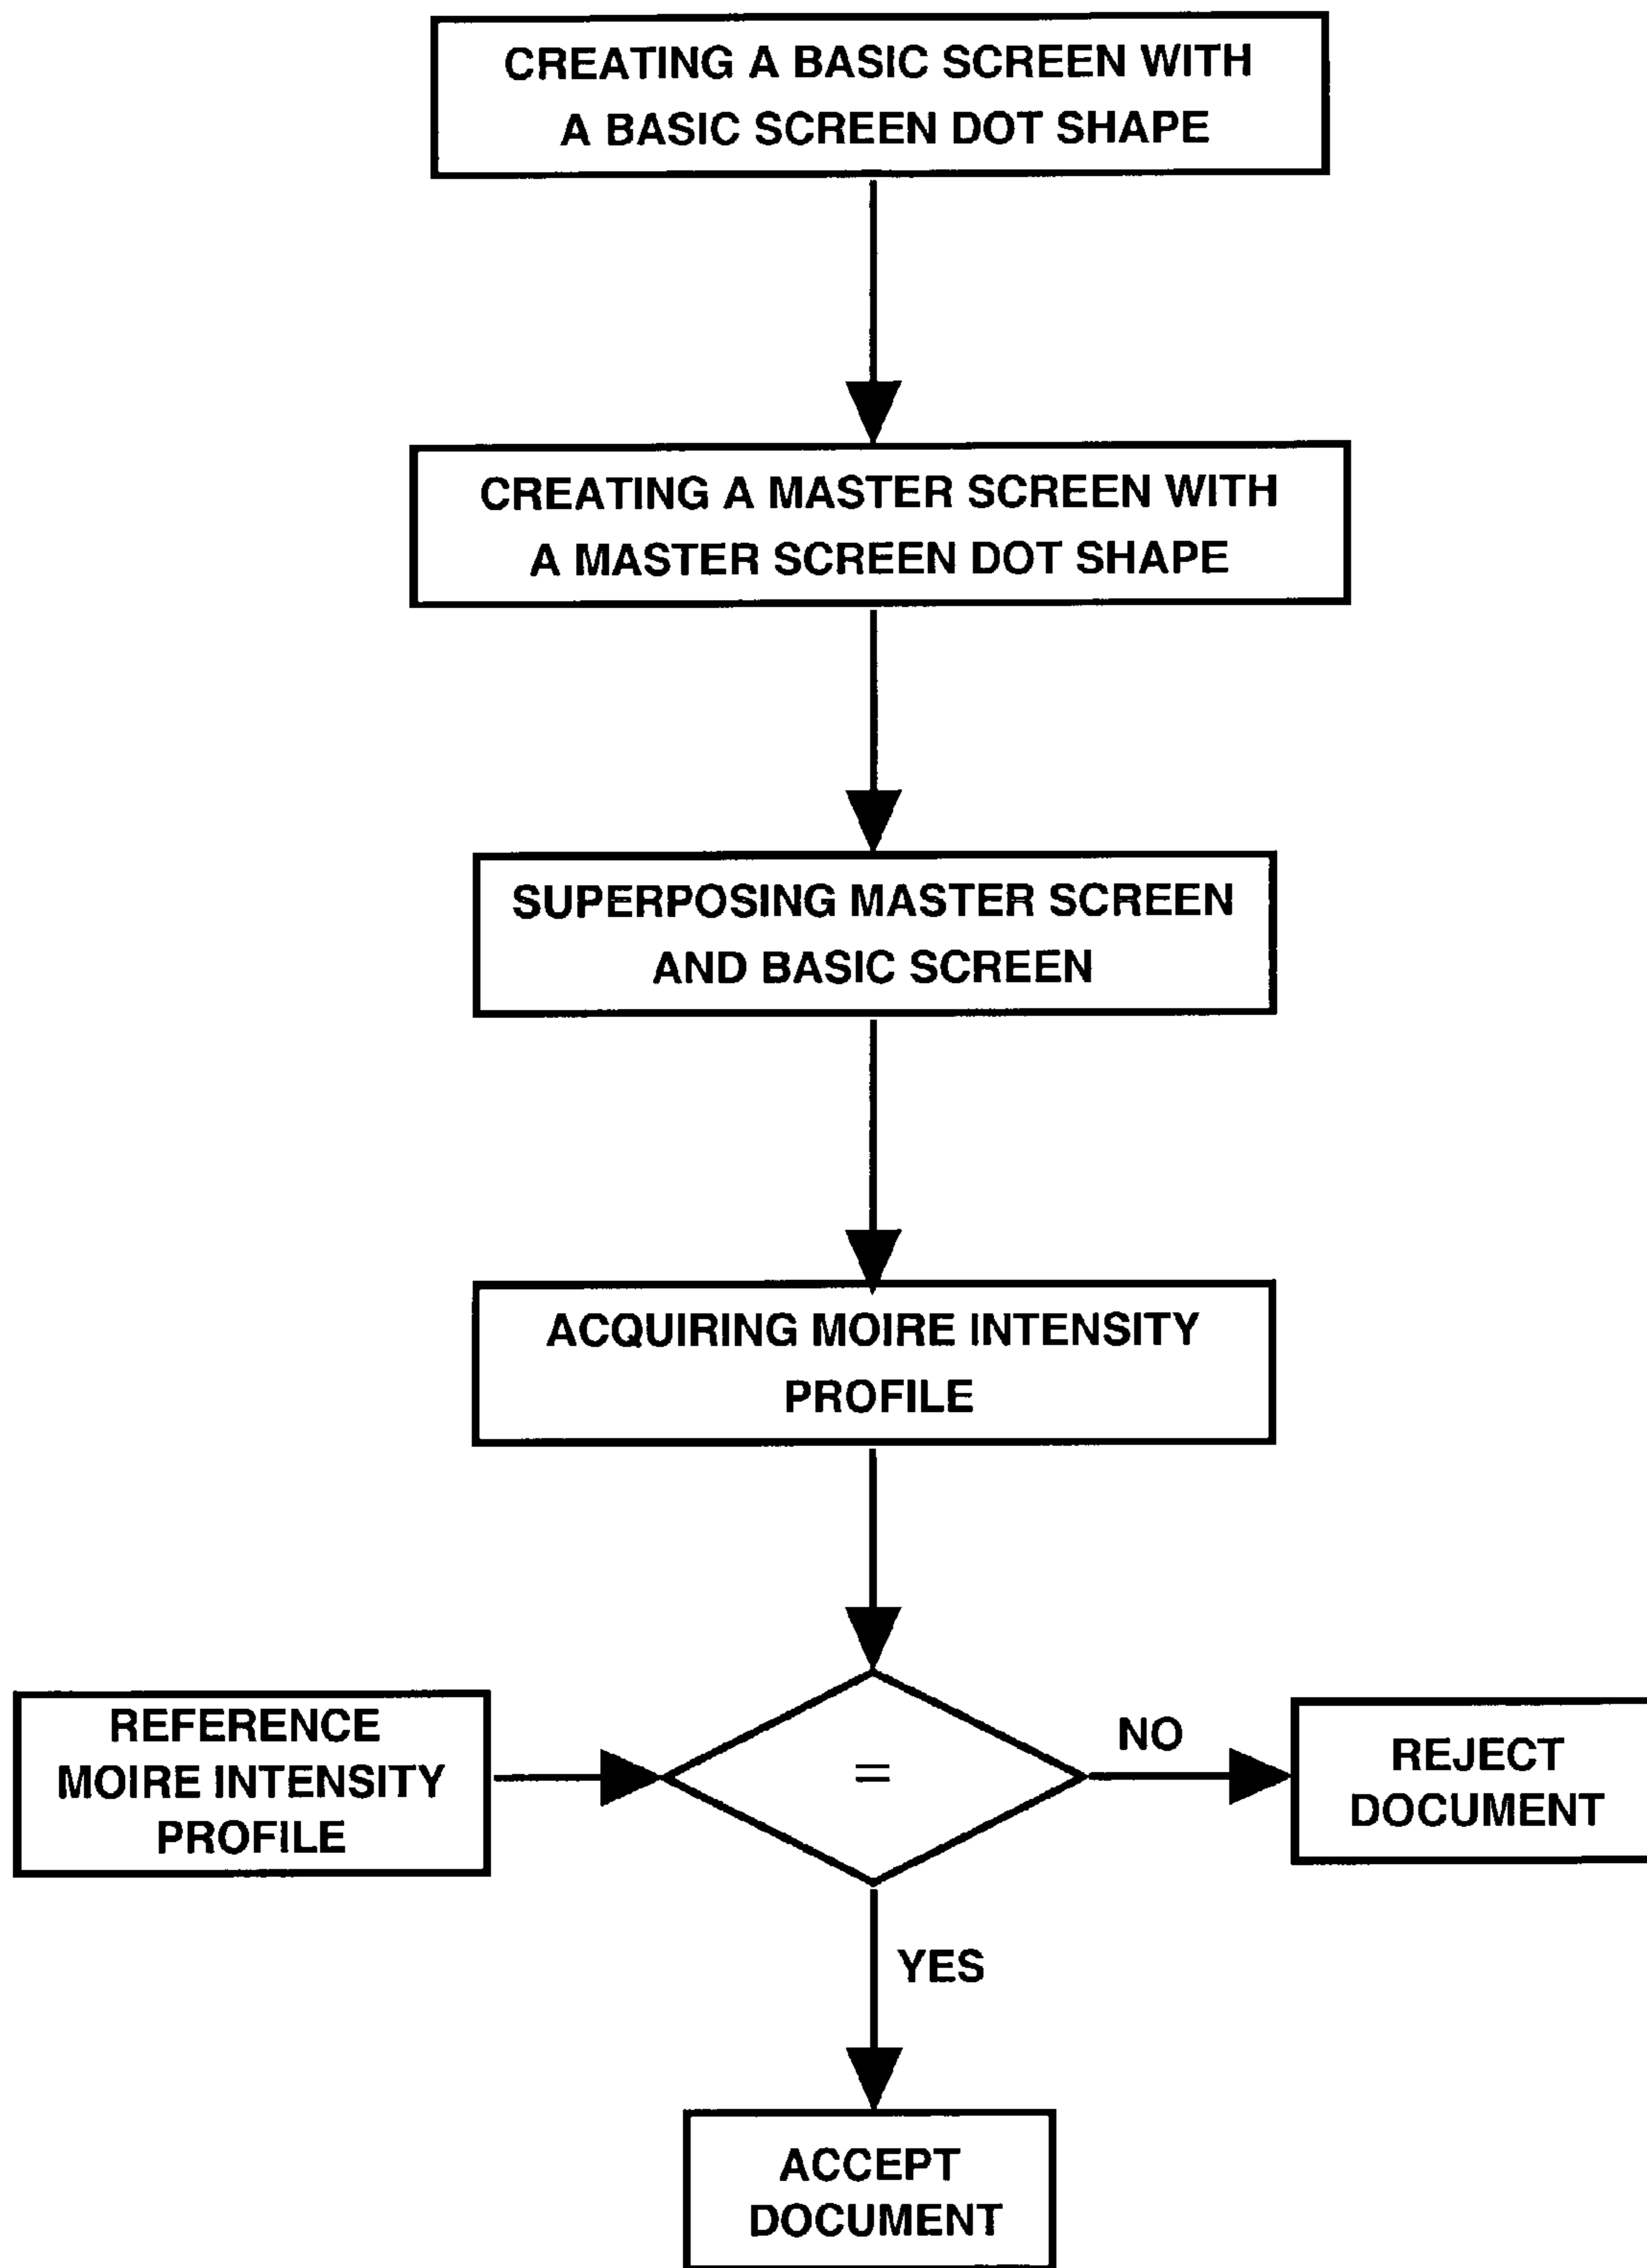 CREATING A BASIC SCREEN WITH
A BASIC SCREEN DOT SHAPE
CREATING A MASTER SCREEN WITH
A MASTER SCREEN DOT SHAPE
SUPERPOSING MASTER SCREEN
AND BASIC SCREEN
ACQUIRING MOIRE INTENSITY
PROFILE
REFERENCE
MOIRE INTENSITY
PROFILE
=
NO
REJECT
DOCUMENT
YES
ACCEPT
DOCUMENT